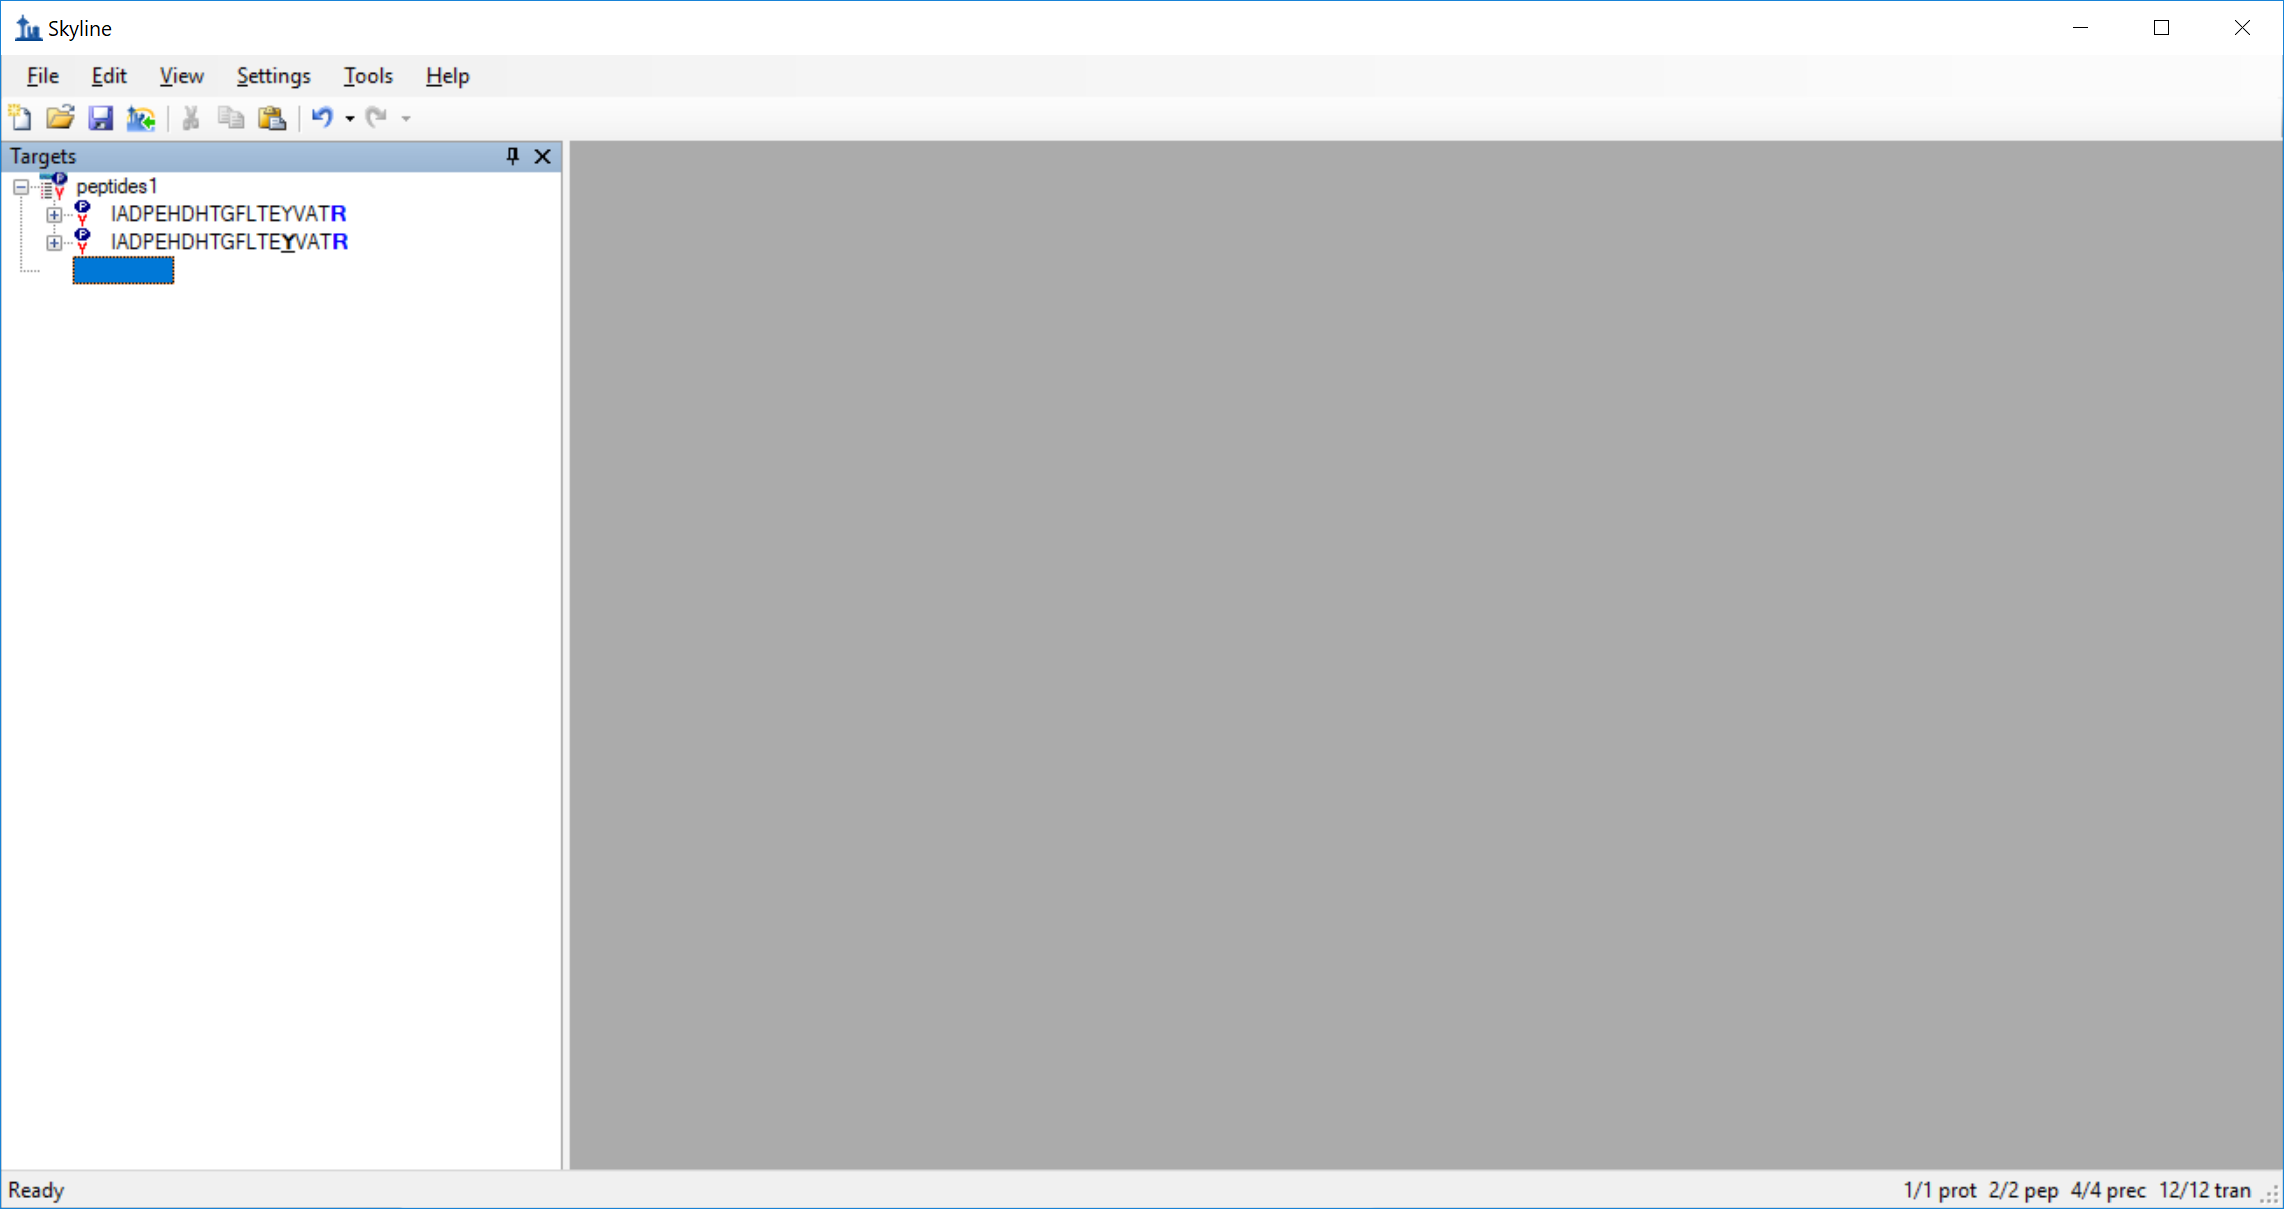 Skyline
File Edit View Settings Tools Help
Targets
peptides1
IADPEHDHTGFLTEYVATR
IADPEHDHTGFLTEYVATR
Ready 1/1 prot 2/2 pep 4/4 prec 12/12 tran